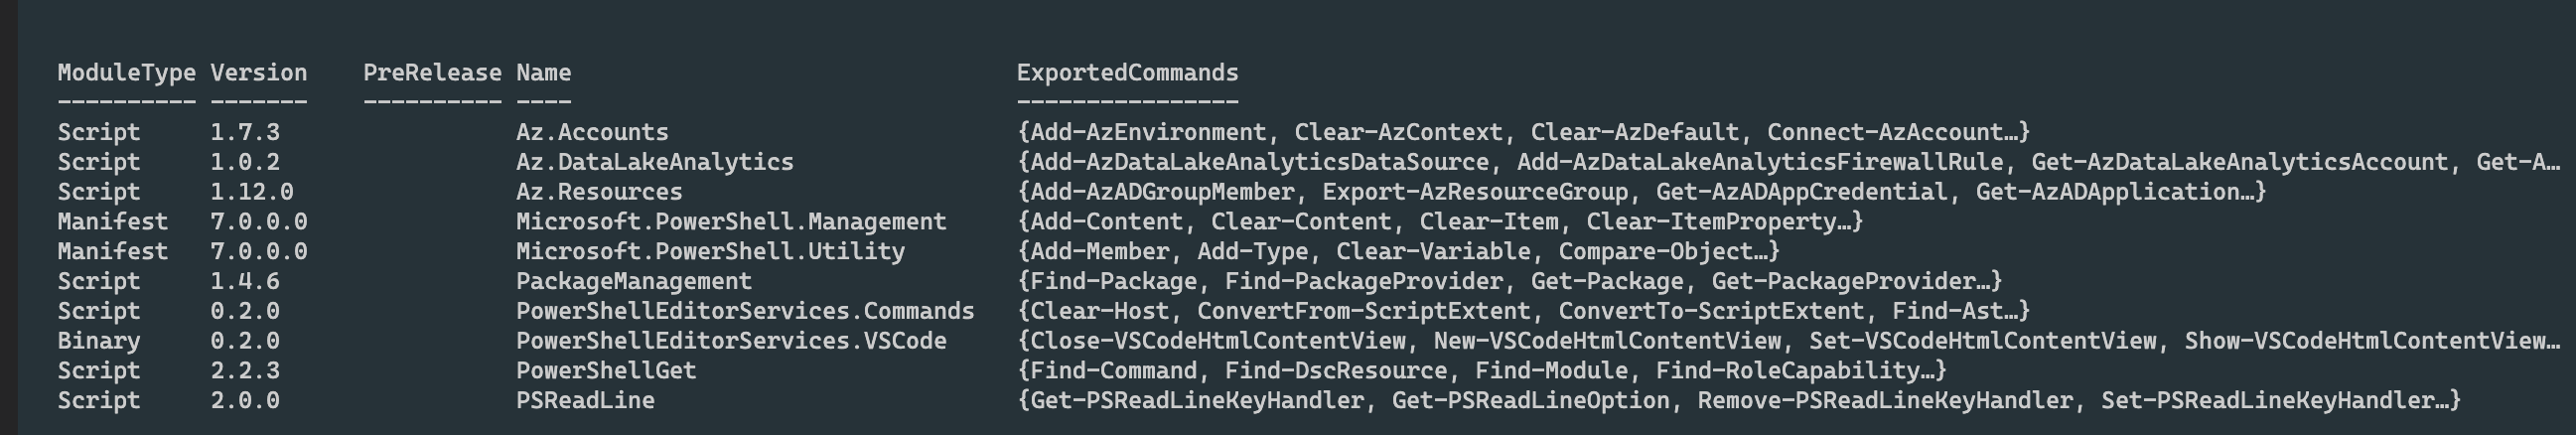 ModuleType Version    PreRelease Name                                ExportedCommands
---------- -------    ---------- ----                                ----------------
Script     1.7.3                 Az.Accounts                         {Add-AzEnvironment, Clear-AzContext, Clear-AzDefault, Connect-AzAccount…}
Script     1.0.2                 Az.DataLakeAnalytics                {Add-AzDataLakeAnalyticsDataSource, Add-AzDataLakeAnalyticsFirewallRule, Get-AzDataLakeAnalyticsAccount, Get-A…
Script     1.12.0                Az.Resources                        {Add-AzADGroupMember, Export-AzResourceGroup, Get-AzADAppCredential, Get-AzADApplication…}
Manifest   7.0.0.0               Microsoft.PowerShell.Management     {Add-Content, Clear-Content, Clear-Item, Clear-ItemProperty…}
Manifest   7.0.0.0               Microsoft.PowerShell.Utility        {Add-Member, Add-Type, Clear-Variable, Compare-Object…}
Script     1.4.6                 PackageManagement                   {Find-Package, Find-PackageProvider, Get-Package, Get-PackageProvider…}
Script     0.2.0                 PowerShellEditorServices.Commands   {Clear-Host, ConvertFrom-ScriptExtent, ConvertTo-ScriptExtent, Find-Ast…}
Binary     0.2.0                 PowerShellEditorServices.VSCode     {Close-VSCodeHtmlContentView, New-VSCodeHtmlContentView, Set-VSCodeHtmlContentView, Show-VSCodeHtmlContentView…
Script     2.2.3                 PowerShellGet                       {Find-Command, Find-DscResource, Find-Module, Find-RoleCapability…}
Script     2.0.0                 PSReadLine                          {Get-PSReadLineKeyHandler, Get-PSReadLineOption, Remove-PSReadLineKeyHandler, Set-PSReadLineKeyHandler…}